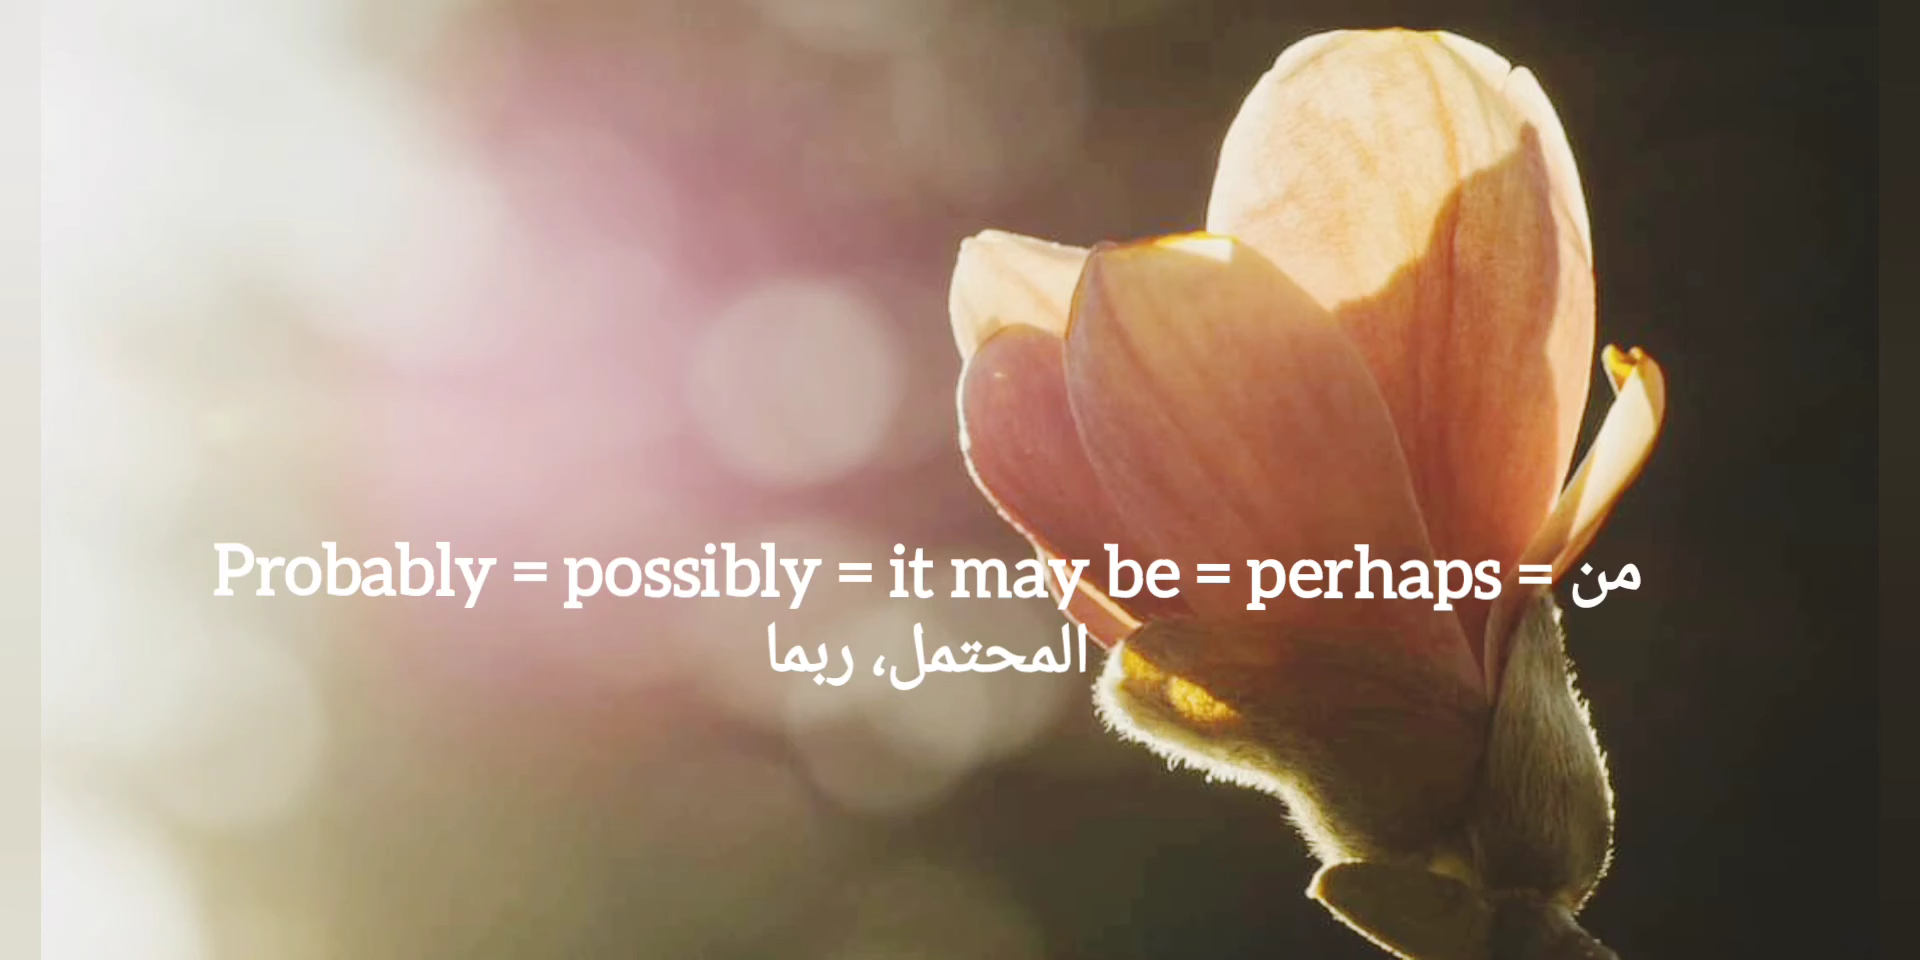 Probably = possibly = it may be = perhaps = من
المحتمل، ربما